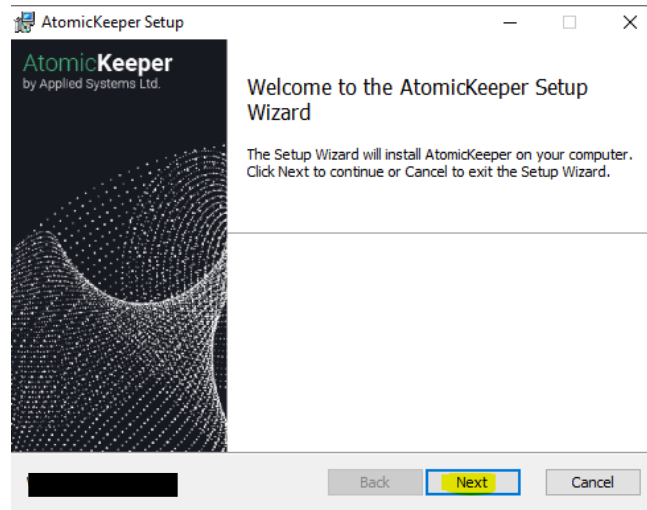 AtomicKeeper Setup
AtomicKeeper
by Applied Systems Ltd.
Welcome to the AtomicKeeper Setup
Wizard
The Setup Wizard will install AtomicKeeper on your computer.
Click Next to continue or Cancel to exit the Setup Wizard.
Back Next Cancel